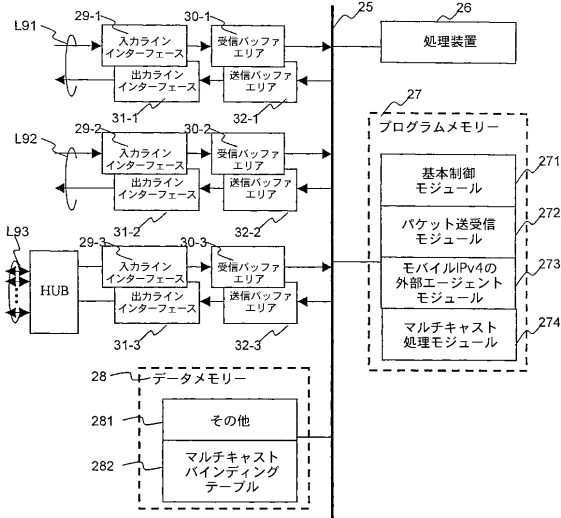 25
26
処理装置
29-1
30-1
L91
入力ライン
インターフェース
受信バッファ
エリア
出力ライン
インターフェース
送信バッファ
エリア
31-1
32-1
29-2
30-2
L92
入力ライン
インターフェース
受信バッファ
エリア
出力ライン
インターフェース
送信バッファ
エリア
31-2
32-2
29-3
30-3
L93
HUB
入力ライン
インターフェース
受信バッファ
エリア
出力ライン
インターフェース
送信バッファ
エリア
31-3
32-3
27
プログラムメモリー
基本制御
モジュール
271
パケット送受信
モジュール
272
モバイルIPv4の
外部エージェント
モジュール
273
マルチキャスト
処理モジュール
274
28
データメモリー
281
その他
282
マルチキャスト
バインディング
テーブル